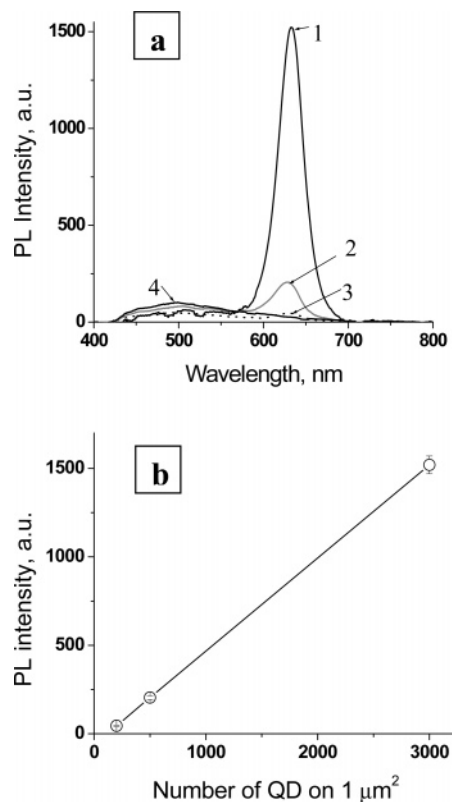 a
1500
1
1000
PL Intensity, a.u.
500
2
4
3
0
400 500 600 700 800
Wavelength, nm
b
1500
1000
PL intensity, a.u.
500
0
0 1000 2000 3000
Number of QD on 1 μm²